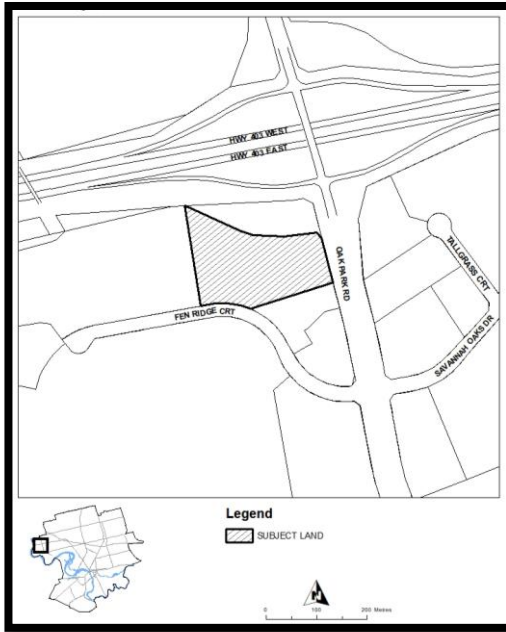 HWY 403 WEST
HWY 403 EAST
OAK PARK RD
TALLGRASS CRT
SAVANNAH OAKS DR
FEN RIDGE CRT
Legend
SUBJECT LAND
N
0 100 200 Metres